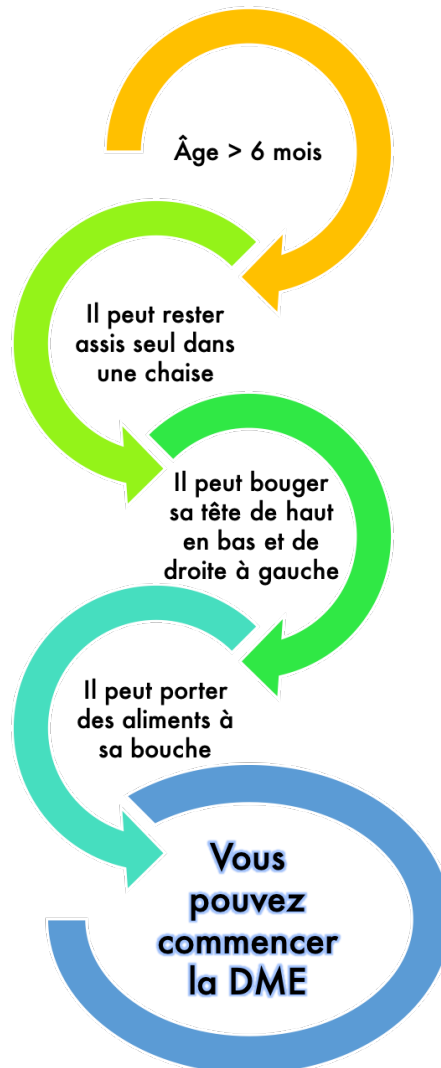 Âge > 6 mois
Il peut rester
assis seul dans
une chaise
Il peut bouger
sa tête de haut
en bas et de
droite à gauche
Il peut porter
des aliments à
sa bouche
Vous
pouvez
commencer
la DME